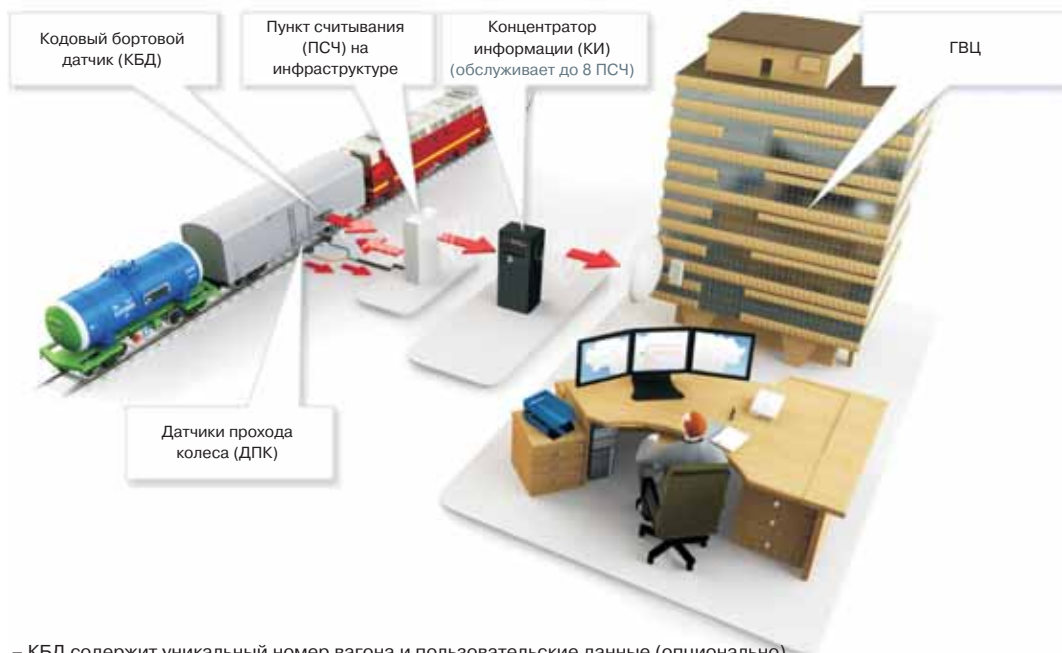 Кодовый бортовой
датчик (КБД)
Пункт считывания
(ПСЧ) на
инфраструктуре
Концентратор
информации (КИ)
(обслуживает до 8 ПСЧ)
ГВЦ
Датчики прохода
колеса (ДПК)
– КБД содержит уникальный номер вагона и пользовательские данные (опционально)